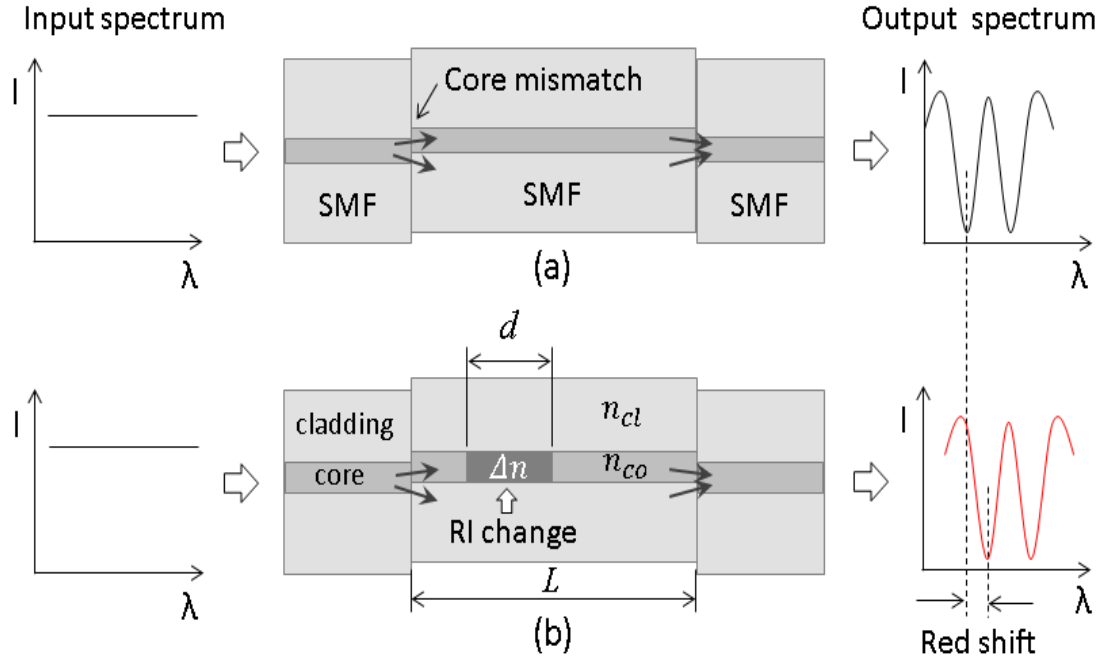 Input spectrum
Output spectrum
I
λ
Core mismatch
SMF
SMF
SMF
(a)
I
λ
I
λ
d
cladding
core
Δn
n_cl
n_co
RI change
L
(b)
I
λ
Red shift